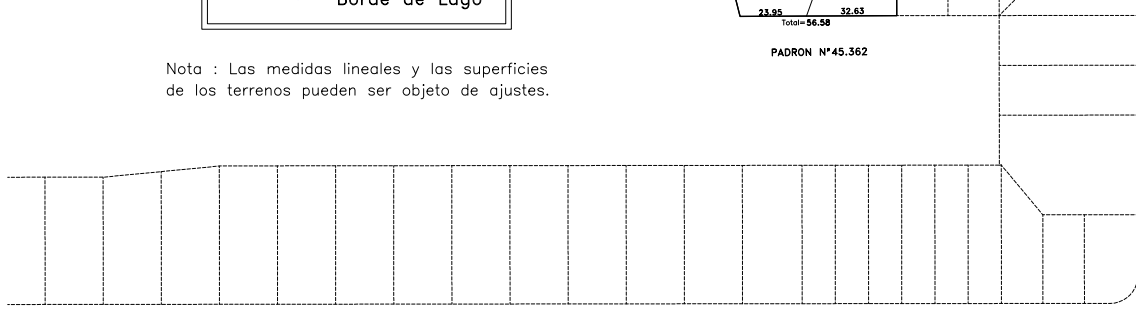 Borde de Lago
23.95 32.63
Total=56.58
PADRON N°45.362
Nota : Las medidas lineales y las superficies
de los terrenos pueden ser objeto de ajustes.